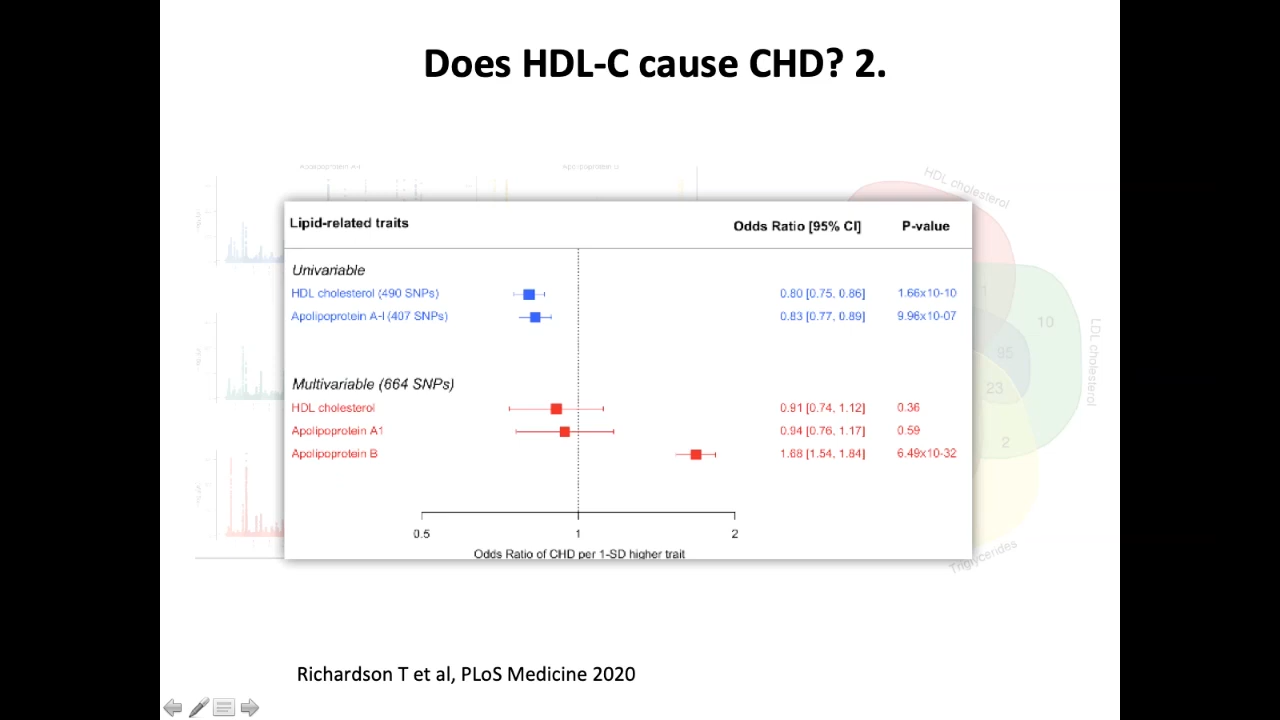 Does HDL-C cause CHD? 2.
HDL cholesterol
Lipid-related traits Odds Ratio [95% CI] P-value
Univariable
HDL cholesterol (490 SNPs) 0.80 [0.75, 0.86] 1.66x10-10
Apolipoprotein A-I (407 SNPs) 0.83 [0.77, 0.89] 9.96x10-07
10
95
23
2
LDL cholesterol
Multivariable (664 SNPs)
HDL cholesterol 0.91 [0.74, 1.12] 0.36
Apolipoprotein A1 0.94 [0.76, 1.17] 0.59
Apolipoprotein B 1.68 [1.54, 1.84] 6.49x10-32
0.5 1 2
Odds Ratio of CHD per 1-SD higher trait
Triglycerides
Richardson T et al, PLoS Medicine 2020